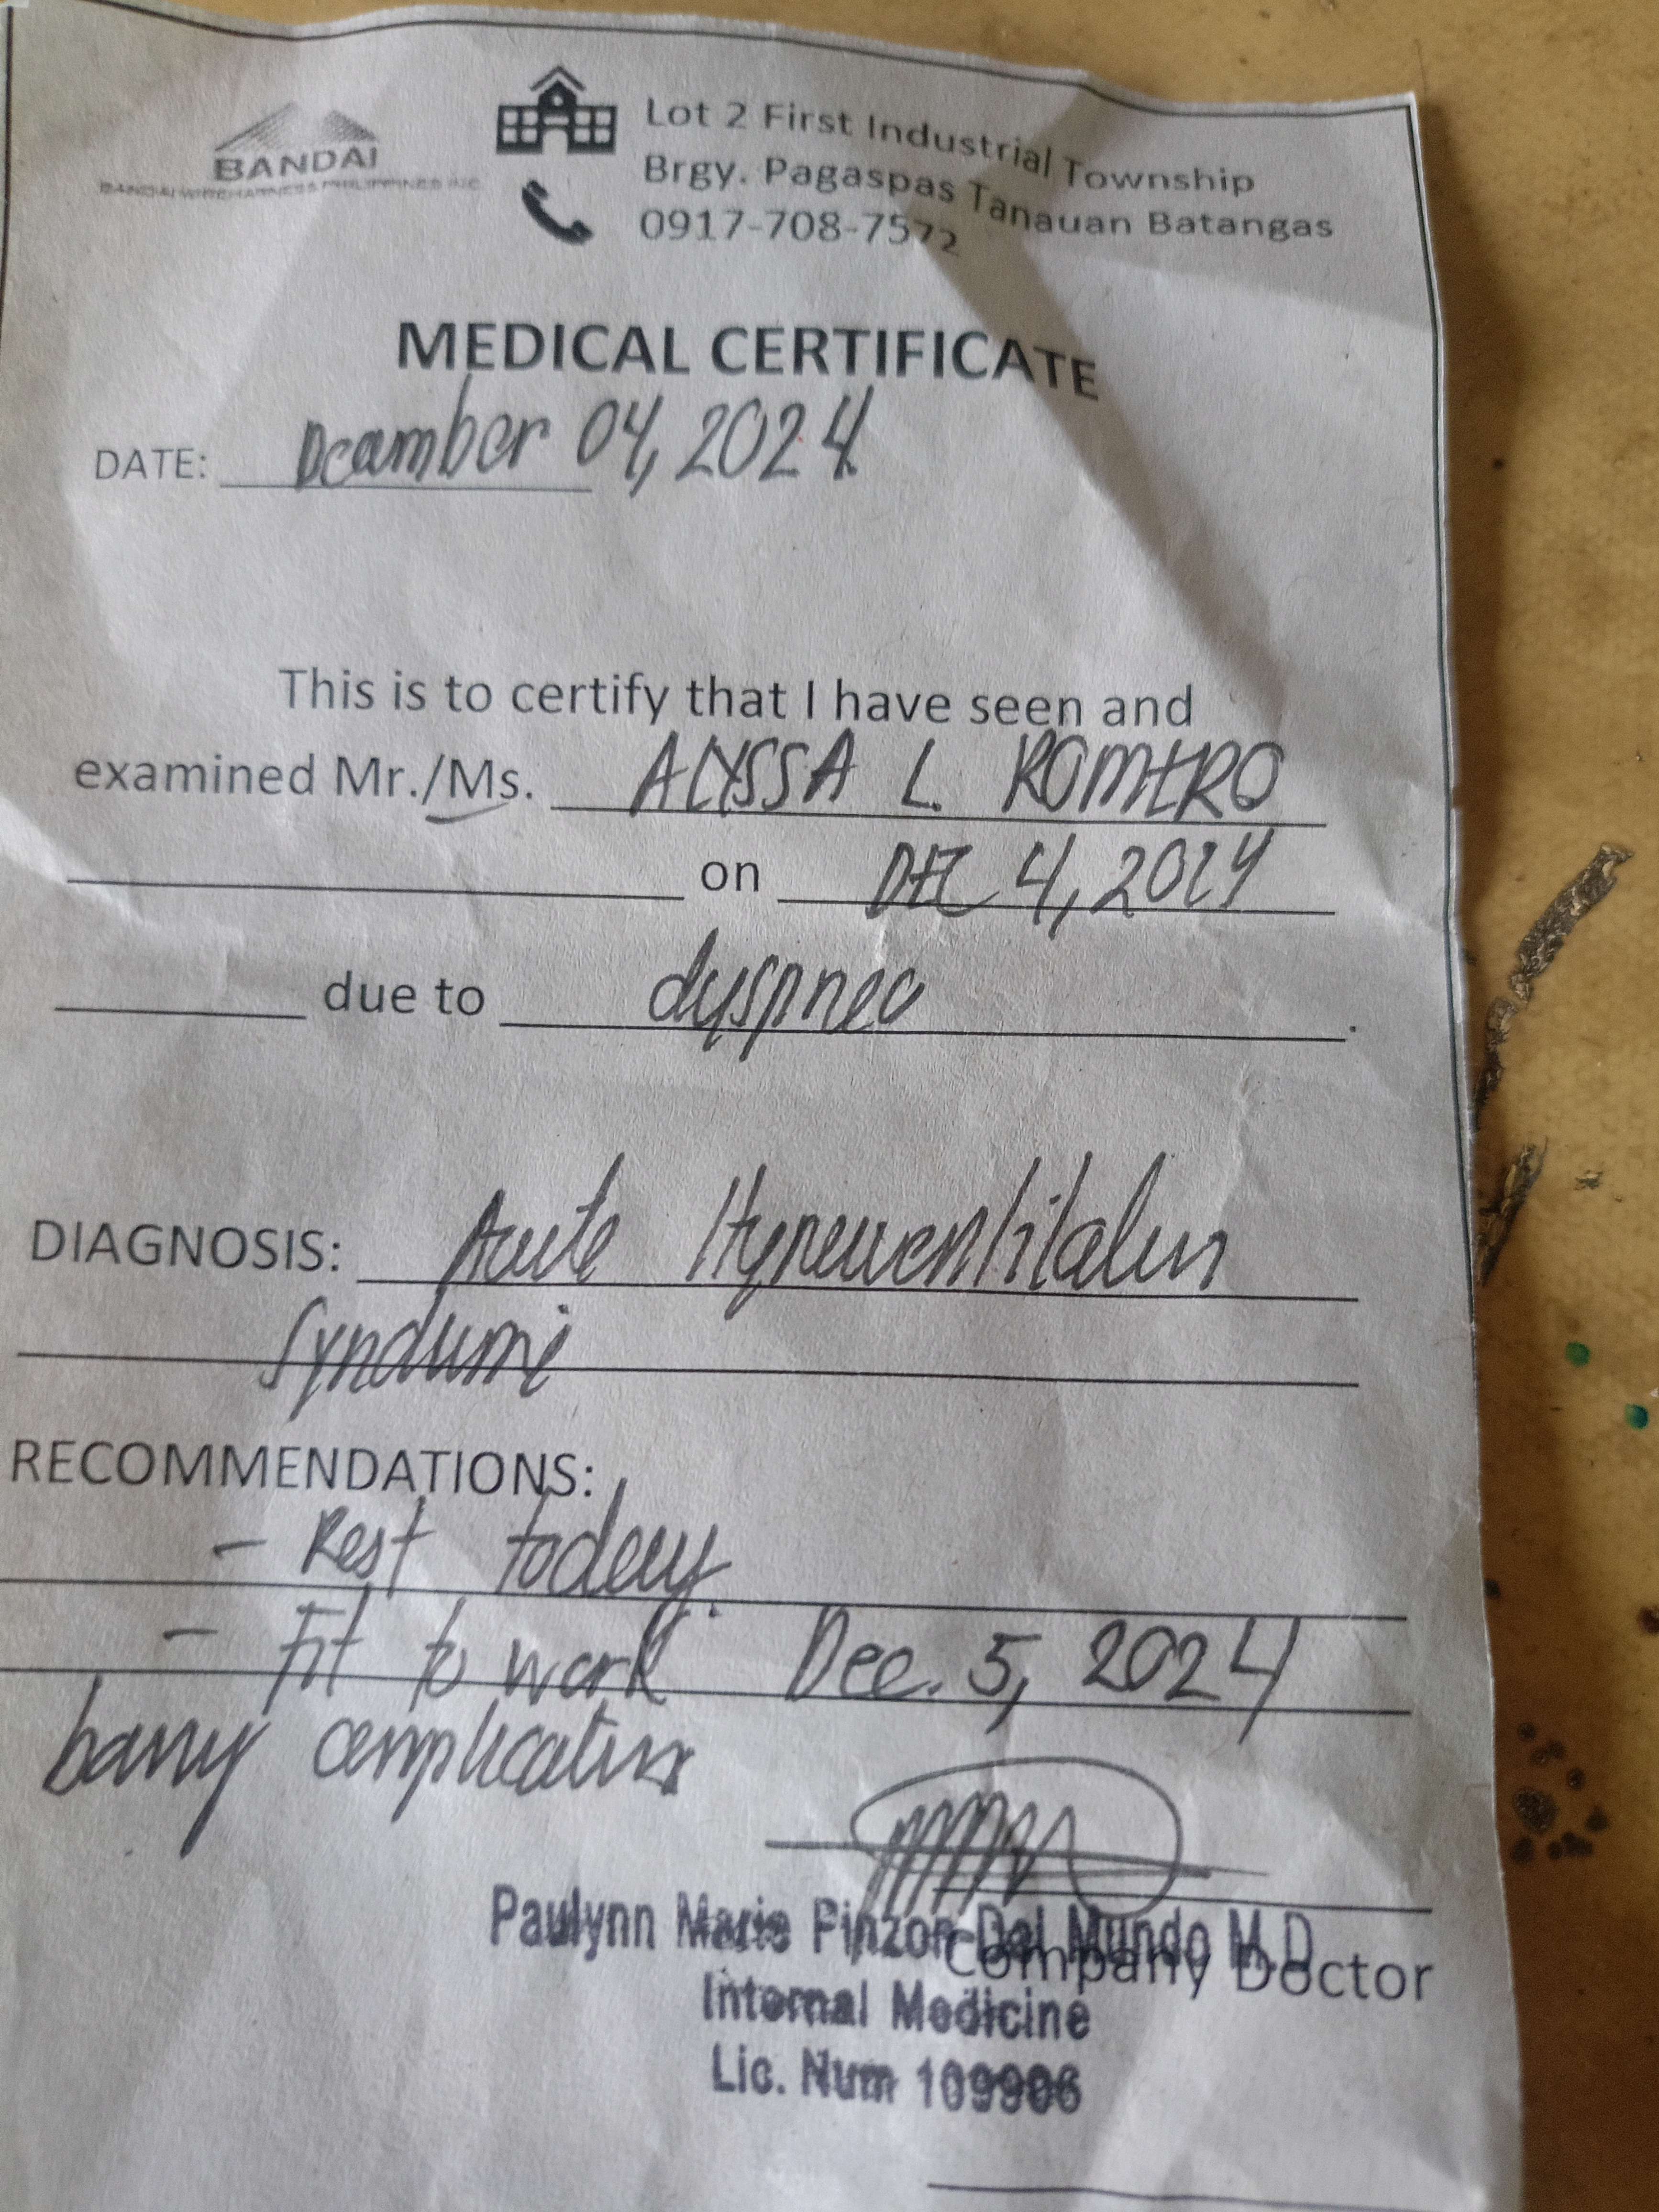 BANDAI
BANDAI WIREHARNESS PHILIPPINES INC.
Lot 2 First Industrial Township
Brgy. Pagaspas Tanauan Batangas
0917-708-7572
MEDICAL CERTIFICATE
DATE: December 04, 2024
This is to certify that I have seen and
examined Mr./Ms. ALYSSA L. ROMERO
on DEC 4, 2024
due to dyspnea .
DIAGNOSIS: Acute Hyperventilation
Syndrome
RECOMMENDATIONS:
- Rest today.
- Fit to work Dec. 5, 2024
barring complications
Paulynn Marie Pinzon-Del Mundo M.D
Company Doctor
Internal Medicine
Lic. Num 109906